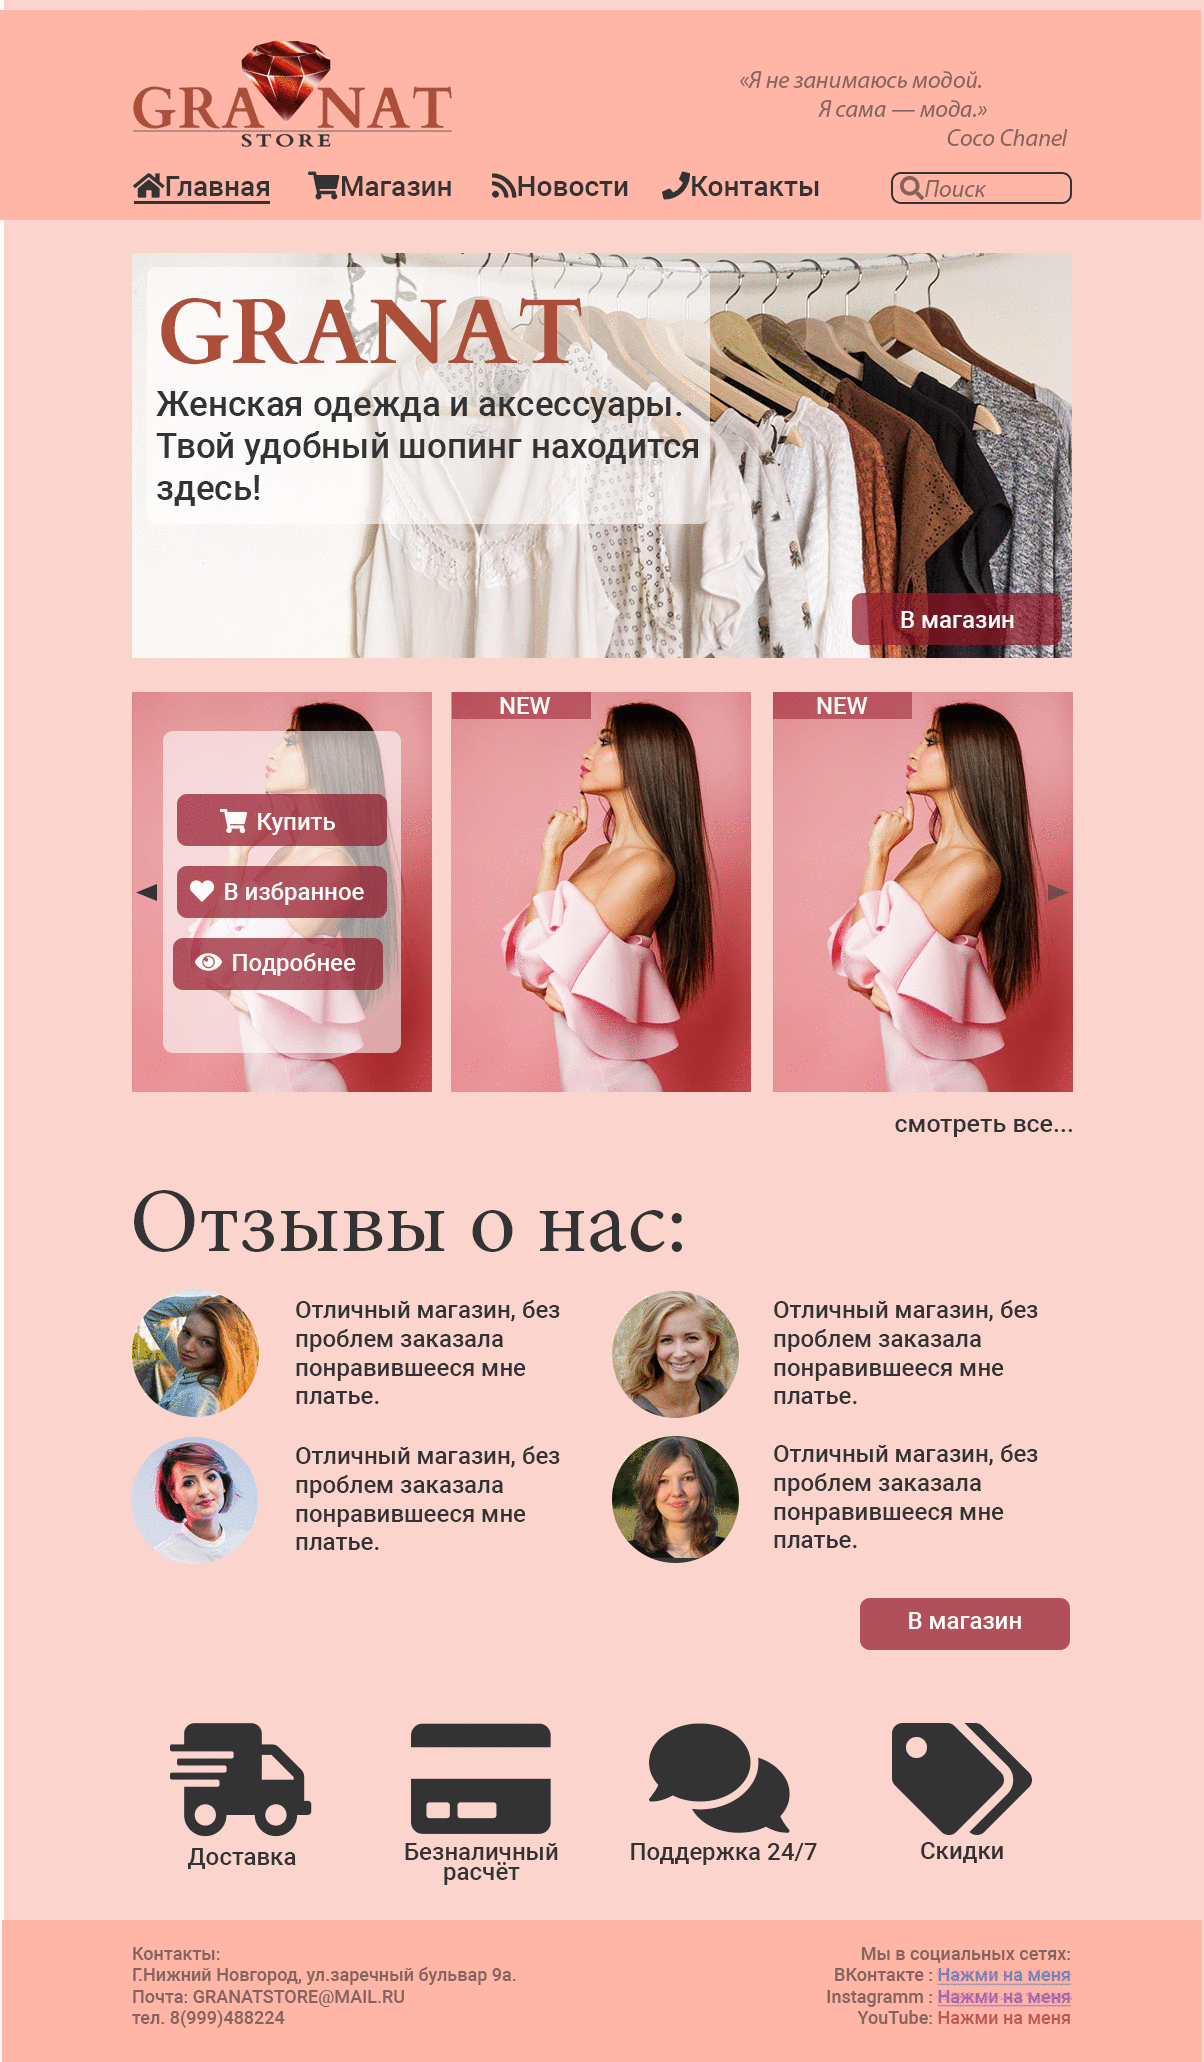 GRANAT
STORE
«Я не занимаюсь модой.
Я сама — мода.»
Coco Chanel
Главная Магазин Новости Контакты Поиск
GRANAT
Женская одежда и аксессуары.
Твой удобный шопинг находится
здесь!
В магазин
NEW NEW
Купить
В избранное
Подробнее
смотреть все...
Отзывы о нас:
Отличный магазин, без
проблем заказала
понравившееся мне
платье.
Отличный магазин, без
проблем заказала
понравившееся мне
платье.
Отличный магазин, без
проблем заказала
понравившееся мне
платье.
Отличный магазин, без
проблем заказала
понравившееся мне
платье.
В магазин
Доставка
Безналичный
расчёт
Поддержка 24/7
Скидки
Контакты:
Г.Нижний Новгород, ул.заречный бульвар 9а.
Почта: GRANATSTORE@MAIL.RU
тел. 8(999)488224
Мы в социальных сетях:
ВКонтакте : Нажми на меня
Instagramm : Нажми на меня
YouTube: Нажми на меня